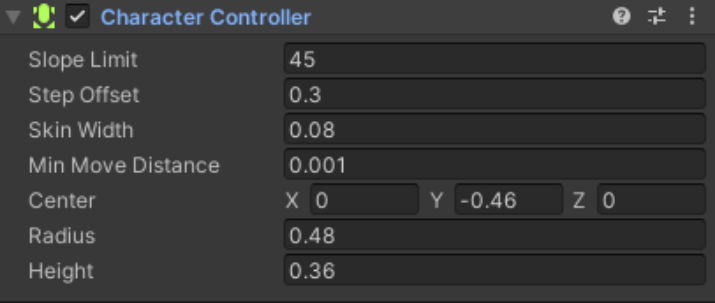 Character Controller
Slope Limit 45
Step Offset 0.3
Skin Width 0.08
Min Move Distance 0.001
Center X 0 Y -0.46 Z 0
Radius 0.48
Height 0.36